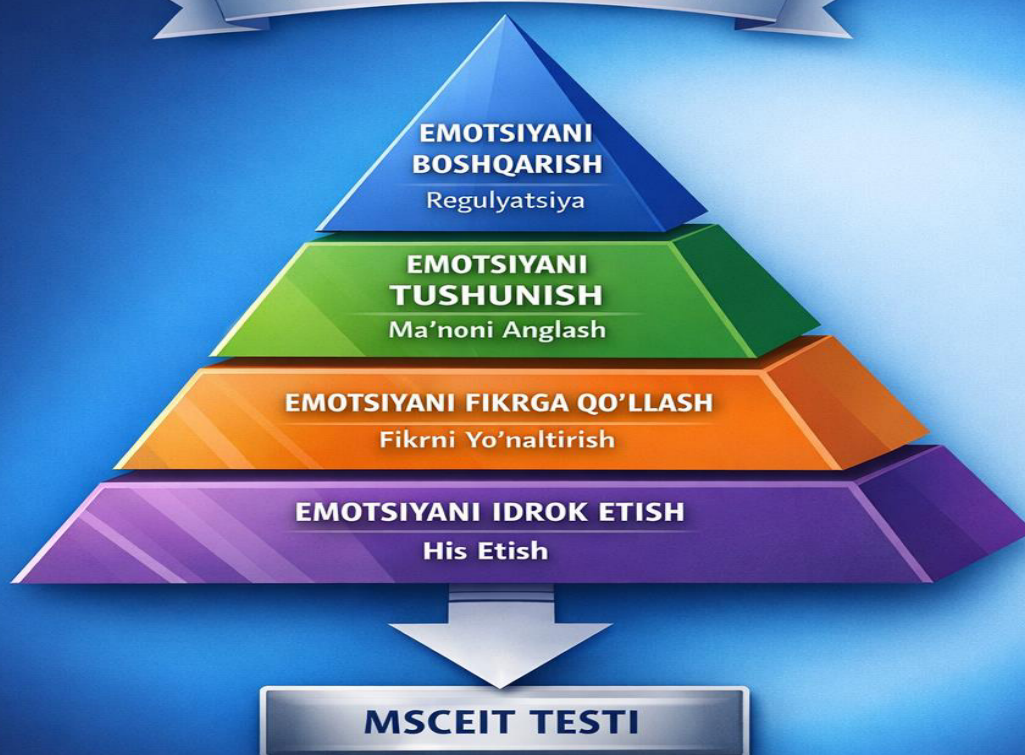 EMOTSIYANI
BOSHQARISH
Regulyatsiya
EMOTSIYANI
TUSHUNISH
Ma'noni Anglash
EMOTSIYANI FIKRGA QO'LLASH
Fikrni Yo'naltirish
EMOTSIYANI IDROK ETISH
His Etish
MSCEIT TESTI